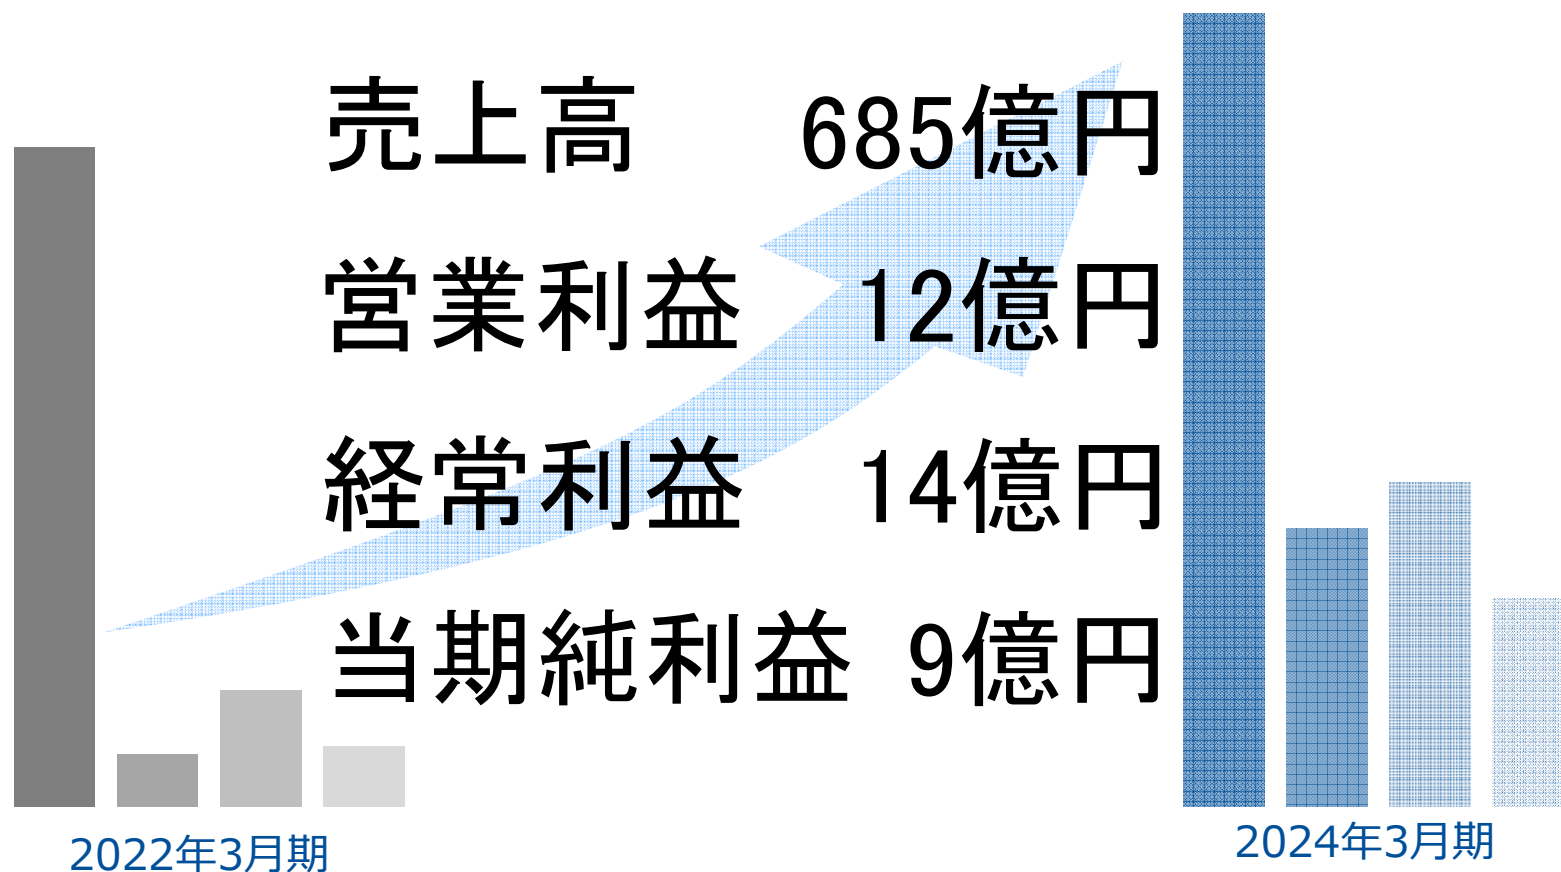 売上高 685億円
営業利益 12億円
経常利益 14億円
当期純利益 9億円
2022年3月期
2024年3月期